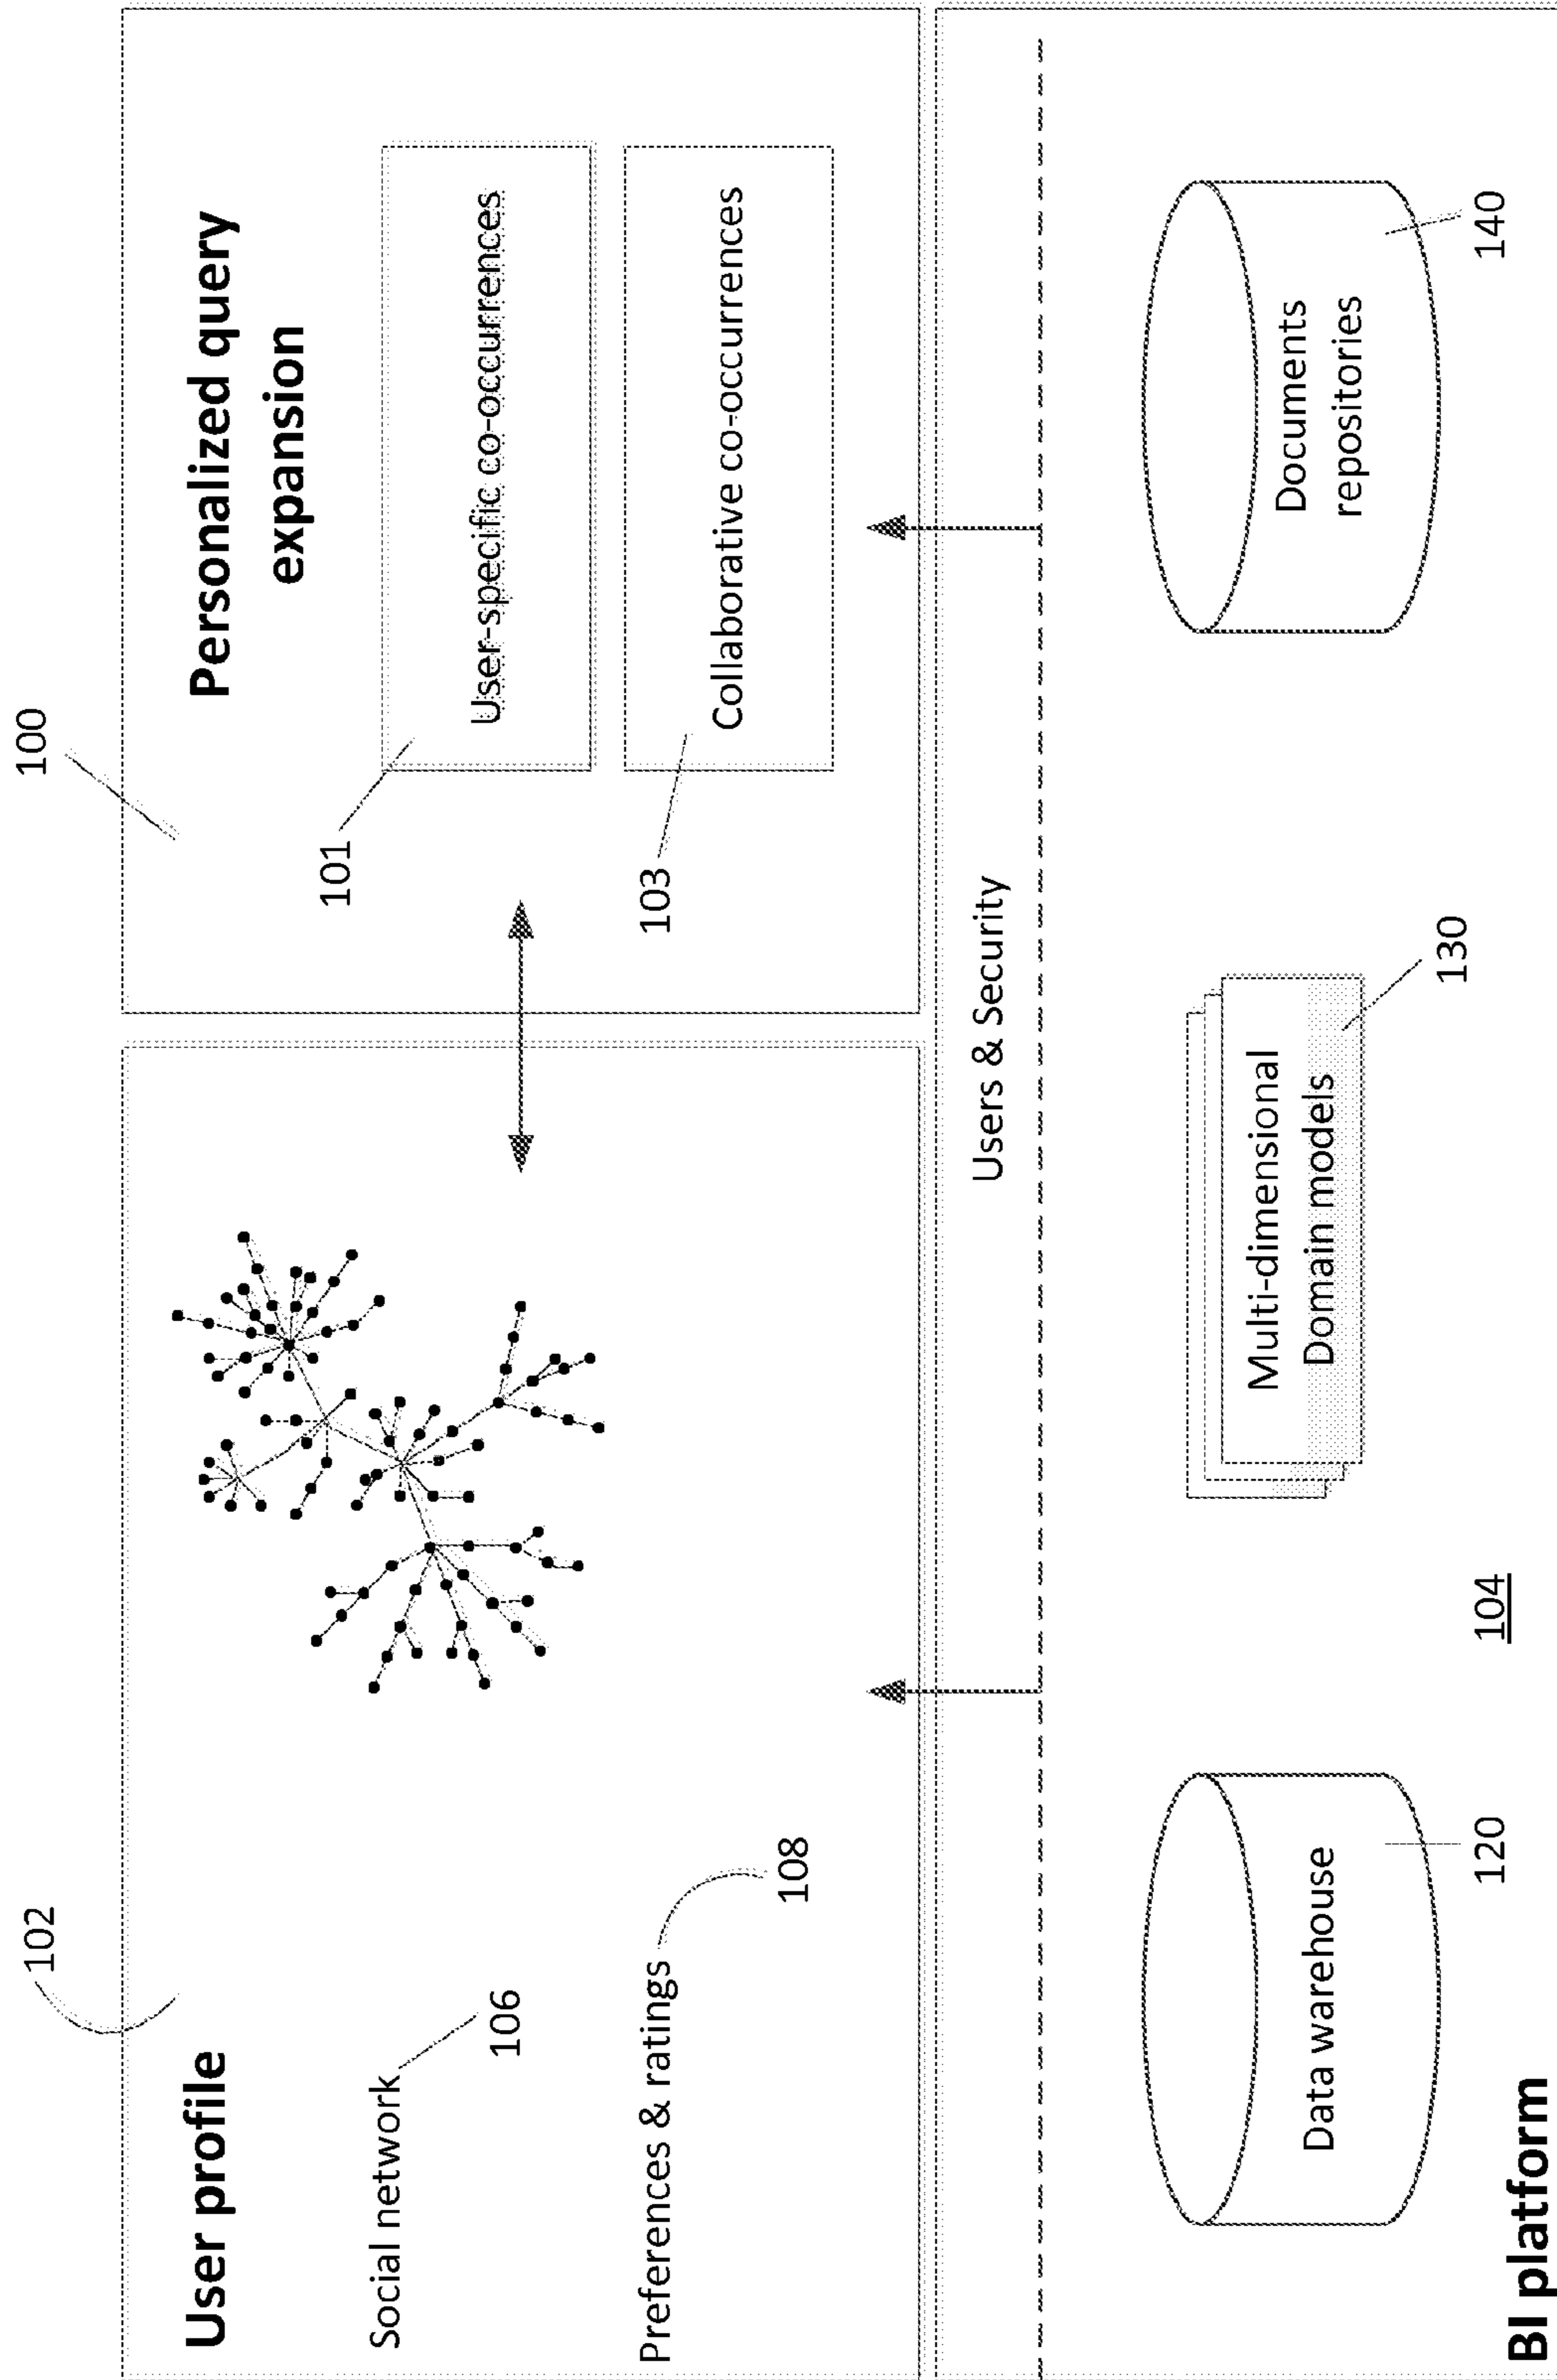 102
User profile
Social network
106
Preferences & ratings
108
100
Personalized query
expansion
101
User-specific co-occurrences
103
Collaborative co-occurrences
Users & Security
Data warehouse
120
Multi-dimensional
Domain models
130
Documents
repositories
140
104
BI platform